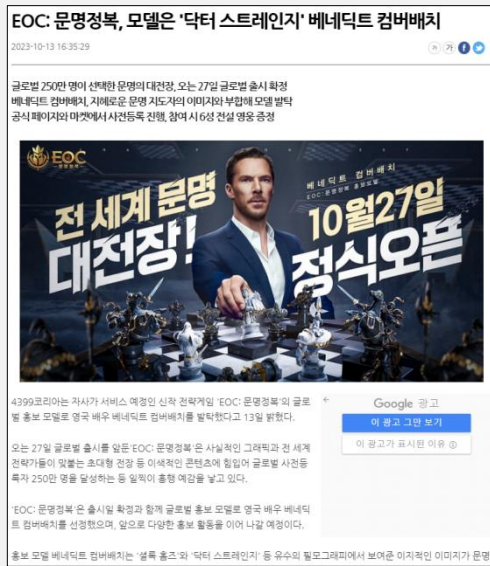 EOC: 문명정복, 모델은 '닥터 스트레인지' 베네딕트 컴버배치
2023-10-13 16:35:29
가
글로벌 250만 명이 선택한 문명의 대전장, 오는 27일 글로벌 출시 확정
베네딕트 컴버배치, 지혜로운 문명 지도자의 이미지와 부합해 모델 발탁
공식 페이지와 마켓에서 사전등록 진행, 참여 시 6성 전설 영웅 증정
EOC
문명정복
베네딕트 컴버배치
EOC:문명정복 홍보모델
전 세계 문명
대전장!
10월27일
정식오픈
4399코리아는 자사가 서비스 예정인 신작 전략게임 'EOC: 문명정복'의 글로
벌 홍보 모델로 영국 배우 베네딕트 컴버배치를 발탁했다고 13일 밝혔다.
Google 광고
이 광고 그만 보기
이 광고가 표시된 이유
오는 27일 글로벌 출시를 앞둔 'EOC: 문명정복'은 사실적인 그래픽과 전 세계
전략가들이 맞붙는 초대형 전장 등 이색적인 콘텐츠에 힘입어 글로벌 사전등
록자 250만 명을 달성하는 등 일찍이 흥행 예감을 낳고 있다.
'EOC: 문명정복'은 출시일 확정과 함께 글로벌 홍보 모델로 영국 배우 베네딕
트 컴버배치를 선정했으며, 앞으로 다양한 홍보 활동을 이어 나갈 예정이다.
홍보 모델 베네딕트 컴버배치는 '셜록 홈즈'와 '닥터 스트레인지' 등 유수의 필모그래피에서 보여준 이지적인 이미지가 문명